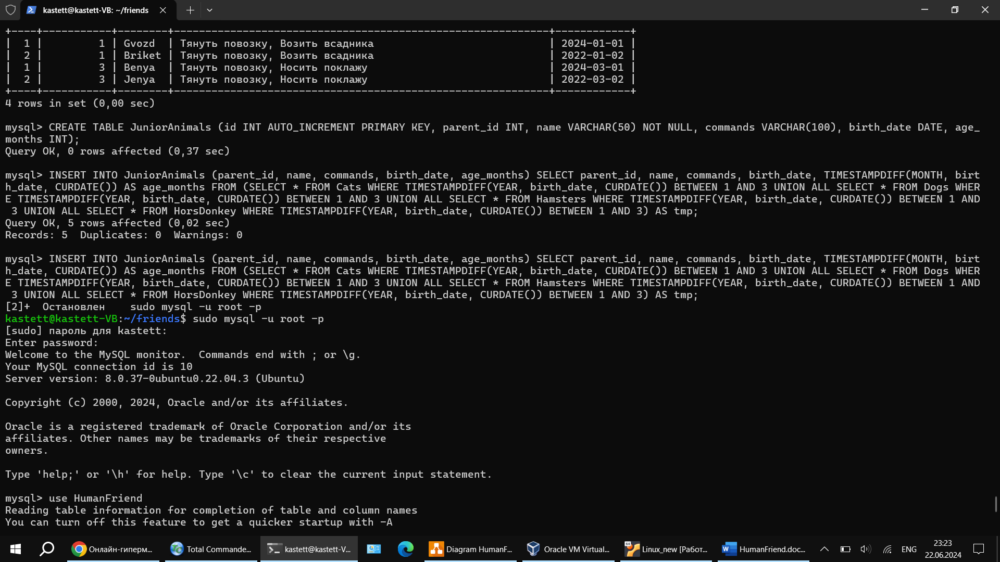 kastett@kastett-VB: ~/friends
+----+-----------+--------+------------------------------------------------------------+------------+
|  1 |         1 | Gvozd  | Тянуть повозку, Возить всадника                            | 2024-01-01 |
|  2 |         1 | Briket | Тянуть повозку, Возить всадника                            | 2022-01-02 |
|  1 |         3 | Benya  | Тянуть повозку, Носить поклажу                             | 2024-03-01 |
|  2 |         3 | Jenya  | Тянуть повозку, Носить поклажу                             | 2022-03-02 |
+----+-----------+--------+------------------------------------------------------------+------------+
4 rows in set (0,00 sec)
mysql> CREATE TABLE JuniorAnimals (id INT AUTO_INCREMENT PRIMARY KEY, parent_id INT, name VARCHAR(50) NOT NULL, commands VARCHAR(100), birth_date DATE, age_
months INT);
Query OK, 0 rows affected (0,37 sec)
mysql> INSERT INTO JuniorAnimals (parent_id, name, commands, birth_date, age_months) SELECT parent_id, name, commands, birth_date, TIMESTAMPDIFF(MONTH, birt
h_date, CURDATE()) AS age_months FROM (SELECT * FROM Cats WHERE TIMESTAMPDIFF(YEAR, birth_date, CURDATE()) BETWEEN 1 AND 3 UNION ALL SELECT * FROM Dogs WHER
E TIMESTAMPDIFF(YEAR, birth_date, CURDATE()) BETWEEN 1 AND 3 UNION ALL SELECT * FROM Hamsters WHERE TIMESTAMPDIFF(YEAR, birth_date, CURDATE()) BETWEEN 1 AND
 3 UNION ALL SELECT * FROM HorsDonkey WHERE TIMESTAMPDIFF(YEAR, birth_date, CURDATE()) BETWEEN 1 AND 3) AS tmp;
Query OK, 5 rows affected (0,02 sec)
Records: 5  Duplicates: 0  Warnings: 0
mysql> INSERT INTO JuniorAnimals (parent_id, name, commands, birth_date, age_months) SELECT parent_id, name, commands, birth_date, TIMESTAMPDIFF(MONTH, birt
h_date, CURDATE()) AS age_months FROM (SELECT * FROM Cats WHERE TIMESTAMPDIFF(YEAR, birth_date, CURDATE()) BETWEEN 1 AND 3 UNION ALL SELECT * FROM Dogs WHER
E TIMESTAMPDIFF(YEAR, birth_date, CURDATE()) BETWEEN 1 AND 3 UNION ALL SELECT * FROM Hamsters WHERE TIMESTAMPDIFF(YEAR, birth_date, CURDATE()) BETWEEN 1 AND
 3 UNION ALL SELECT * FROM HorsDonkey WHERE TIMESTAMPDIFF(YEAR, birth_date, CURDATE()) BETWEEN 1 AND 3) AS tmp;
[2]+  Остановлен    sudo mysql -u root -p
kastett@kastett-VB:~/friends$ sudo mysql -u root -p
[sudo] пароль для kastett:
Enter password:
Welcome to the MySQL monitor.  Commands end with ; or \g.
Your MySQL connection id is 10
Server version: 8.0.37-0ubuntu0.22.04.3 (Ubuntu)
Copyright (c) 2000, 2024, Oracle and/or its affiliates.
Oracle is a registered trademark of Oracle Corporation and/or its
affiliates. Other names may be trademarks of their respective
owners.
Type 'help;' or '\h' for help. Type '\c' to clear the current input statement.
mysql> use HumanFriend
Reading table information for completion of table and column names
You can turn off this feature to get a quicker startup with -A
Онлайн-гиперм... Total Commande... kastett@kastett-V... Diagram HumanF... Oracle VM Virtual... 64 Linux_new [Работ... HumanFriend.doc... ENG 23:23
22.06.2024